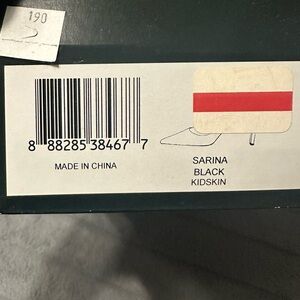 190
8 88285 38467 7
MADE IN CHINA
SARINA
BLACK
KIDSKIN